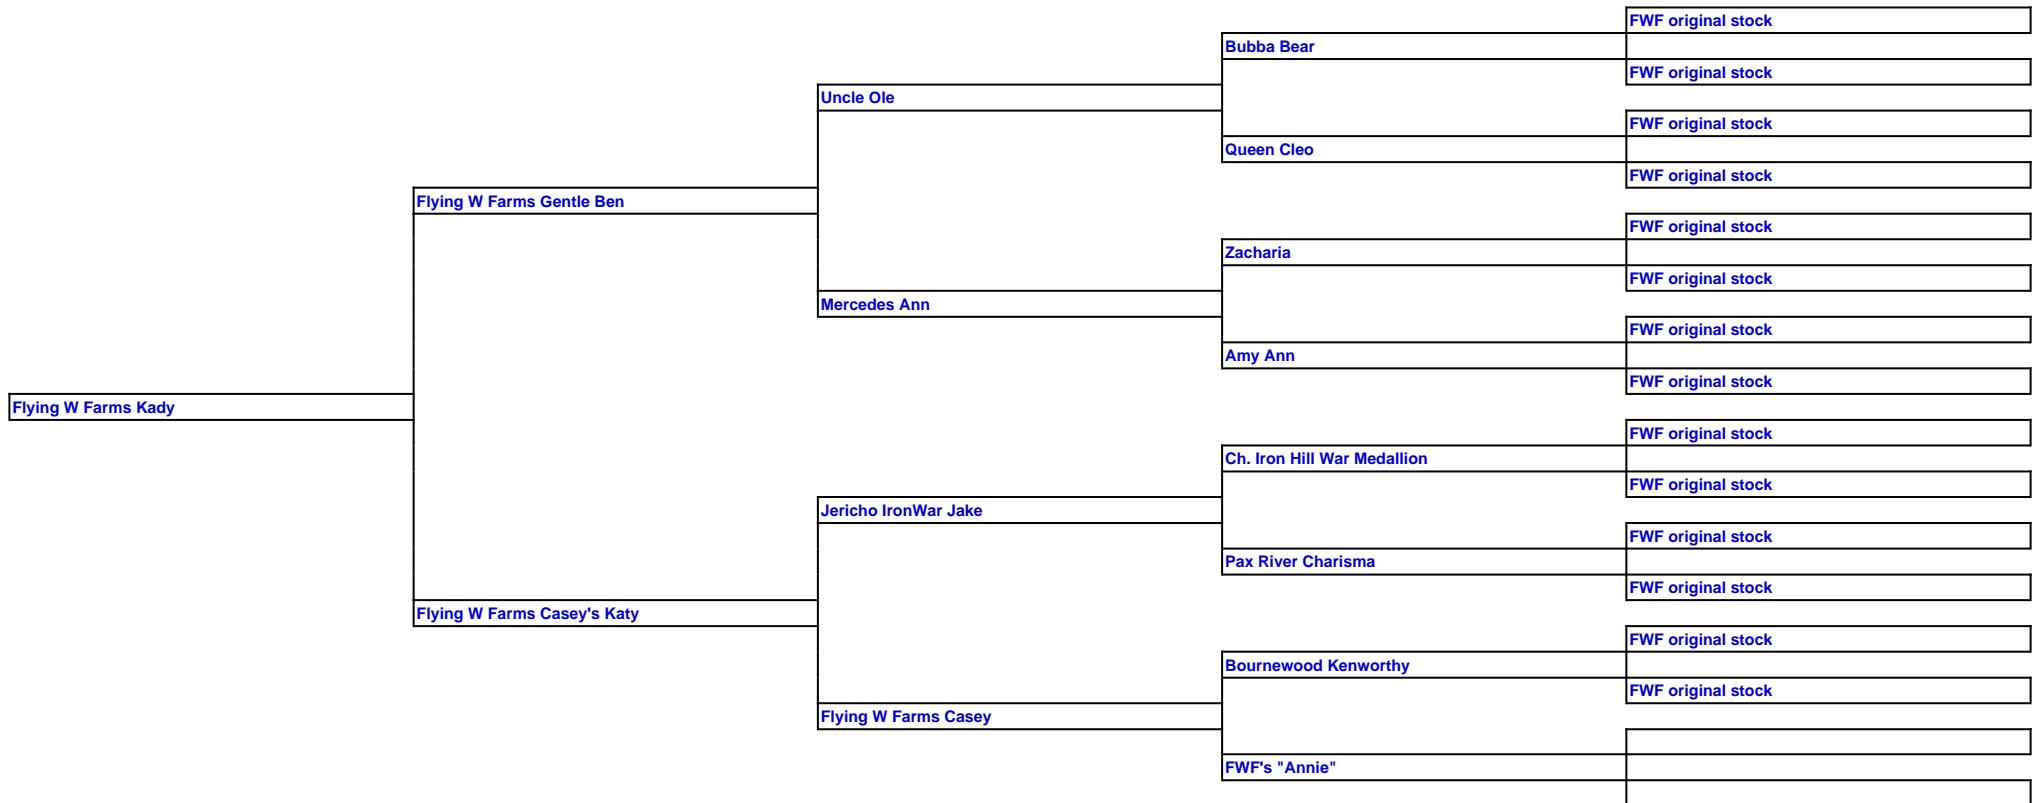 FWF original stock
Bubba Bear
FWF original stock
Uncle Ole
FWF original stock
Queen Cleo
FWF original stock
Flying W Farms Gentle Ben
FWF original stock
Zacharia
FWF original stock
Mercedes Ann
FWF original stock
Amy Ann
FWF original stock
Flying W Farms Kady
FWF original stock
Ch. Iron Hill War Medallion
FWF original stock
Jericho IronWar Jake
FWF original stock
Pax River Charisma
FWF original stock
Flying W Farms Casey's Katy
FWF original stock
Bournewood Kenworthy
FWF original stock
Flying W Farms Casey
FWF's "Annie"